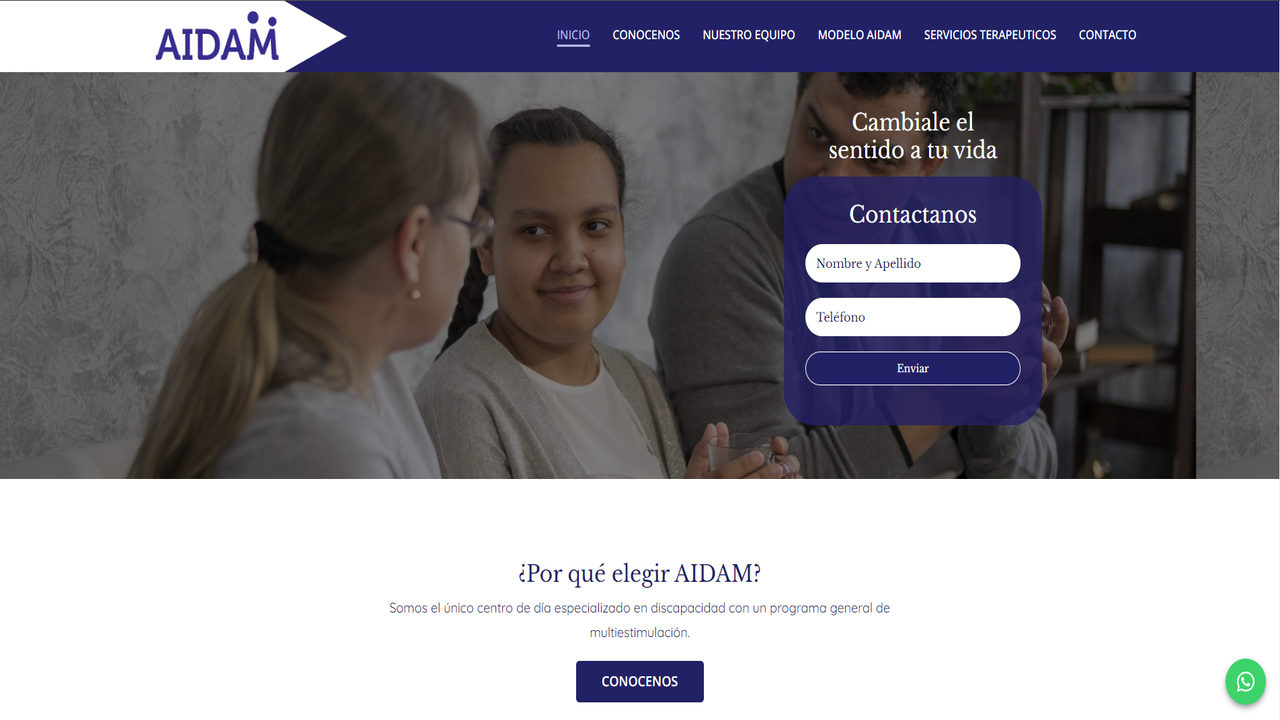 AIDAM
INICIO
CONOCENOS
NUESTRO EQUIPO
MODELO AIDAM
SERVICIOS TERAPEUTICOS
CONTACTO
Cambiale el
sentido a tu vida
Contactanos
Nombre y Apellido
Teléfono
Enviar
¿Por qué elegir AIDAM?
Somos el único centro de día especializado en discapacidad con un programa general de
multiestimulación.
CONOCENOS